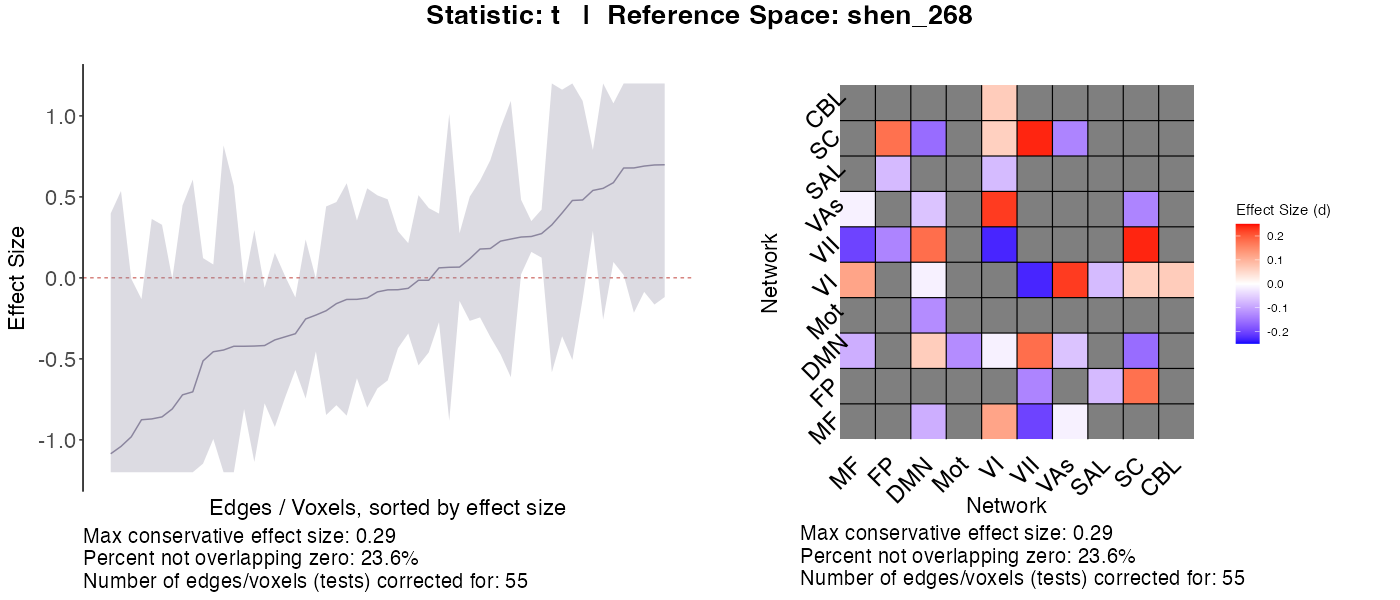 Statistic: t | Reference Space: shen_268
Effect Size
1.0
0.5
0.0
-0.5
-1.0
Edges / Voxels, sorted by effect size
Max conservative effect size: 0.29
Percent not overlapping zero: 23.6%
Number of edges/voxels (tests) corrected for: 55
Network
CBL
SC
SAL
VAs
VII
VI
Mot
DMN
FP
MF
MF FP DMN Mot VI VII VAs SAL SC CBL
Network
Max conservative effect size: 0.29
Percent not overlapping zero: 23.6%
Number of edges/voxels (tests) corrected for: 55
Effect Size (d)
0.2
0.1
0.0
-0.1
-0.2